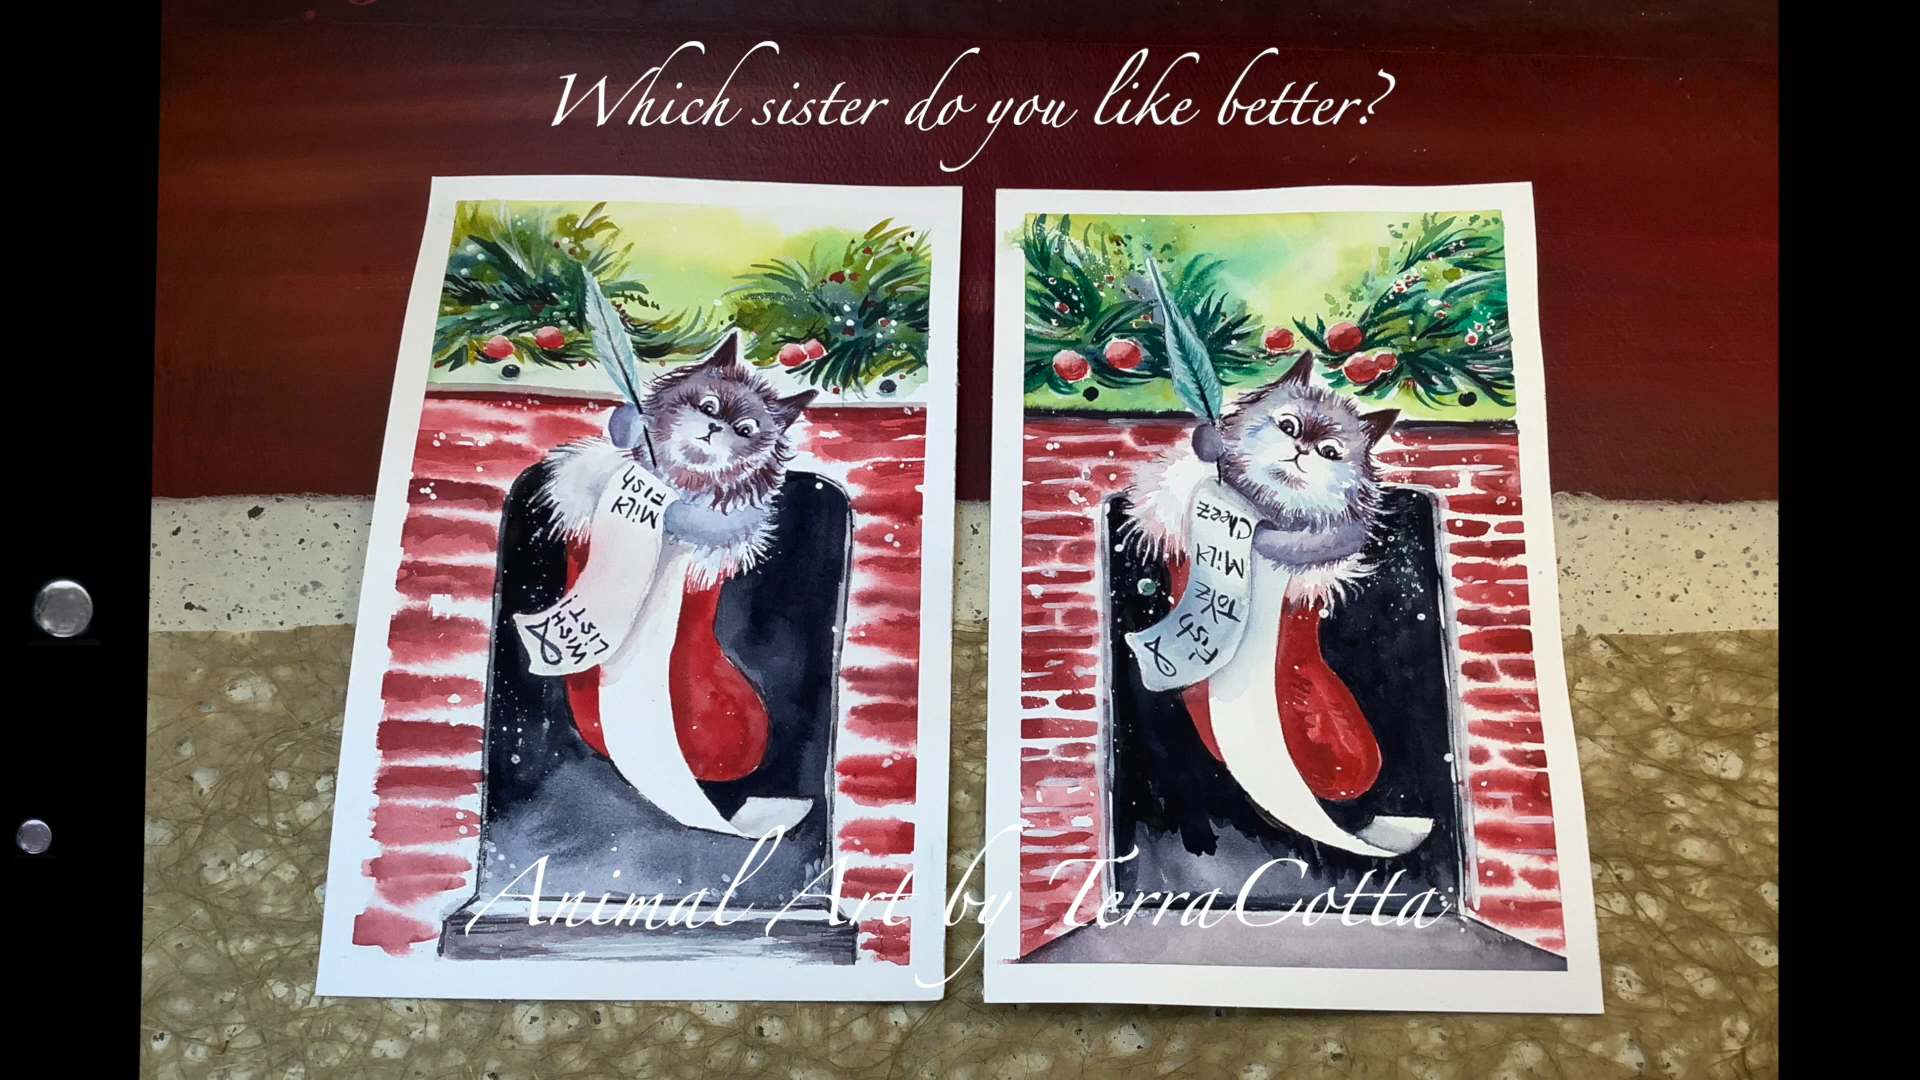 Which sister do you like better?
FISH
MILK
WISH
LIST!
Cheez
Milk
Toyz
Fish
Animal Art by TerraCotta